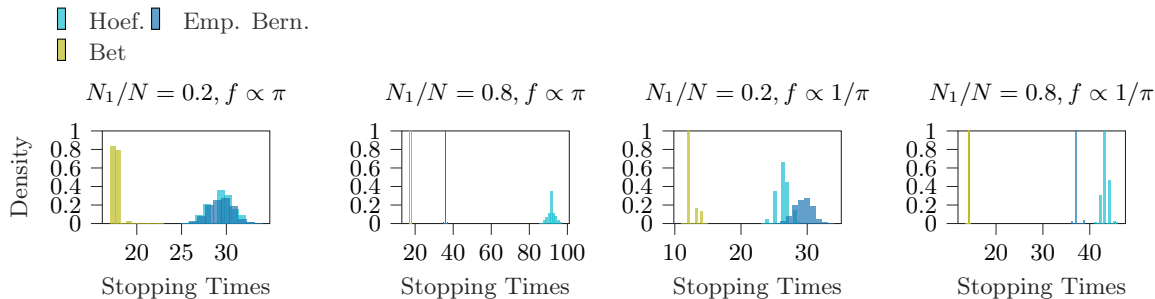 Hoef. Emp. Bern.
Bet
N₁/N = 0.2, f ∝ π
N₁/N = 0.8, f ∝ π
N₁/N = 0.2, f ∝ 1/π
N₁/N = 0.8, f ∝ 1/π
Density
1
0.8
0.6
0.4
0.2
0
20 25 30
Stopping Times
1
0.8
0.6
0.4
0.2
0
20 40 60 80 100
Stopping Times
1
0.8
0.6
0.4
0.2
0
10 20 30
Stopping Times
1
0.8
0.6
0.4
0.2
0
20 30 40
Stopping Times